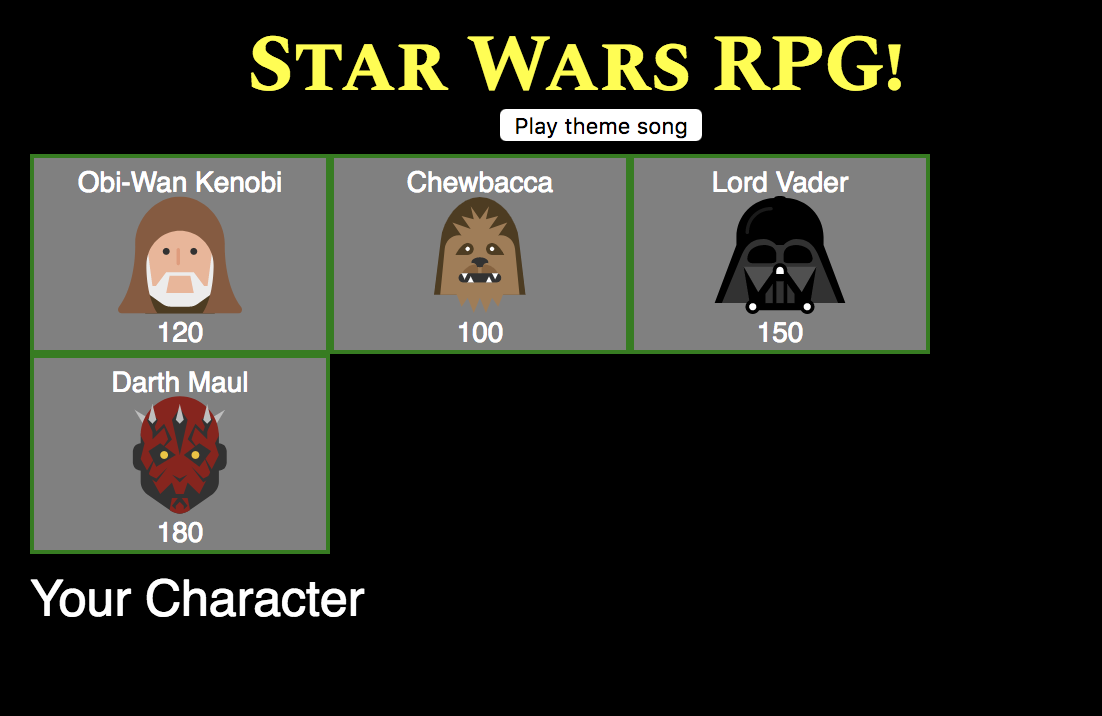 Star Wars RPG!
Play theme song
Obi-Wan Kenobi
Chewbacca
Lord Vader
120
100
150
Darth Maul
180
Your Character